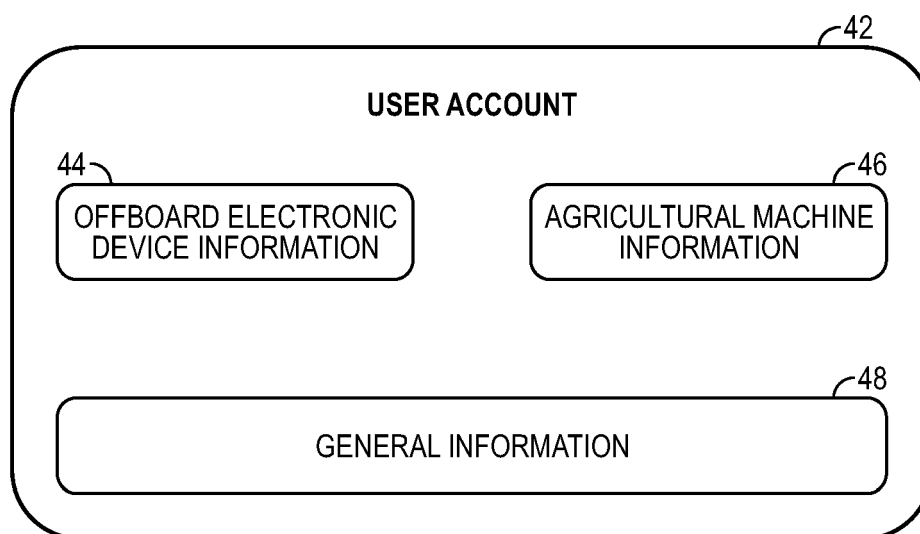 42
USER ACCOUNT
44
46
OFFBOARD ELECTRONIC
DEVICE INFORMATION
AGRICULTURAL MACHINE
INFORMATION
48
GENERAL INFORMATION